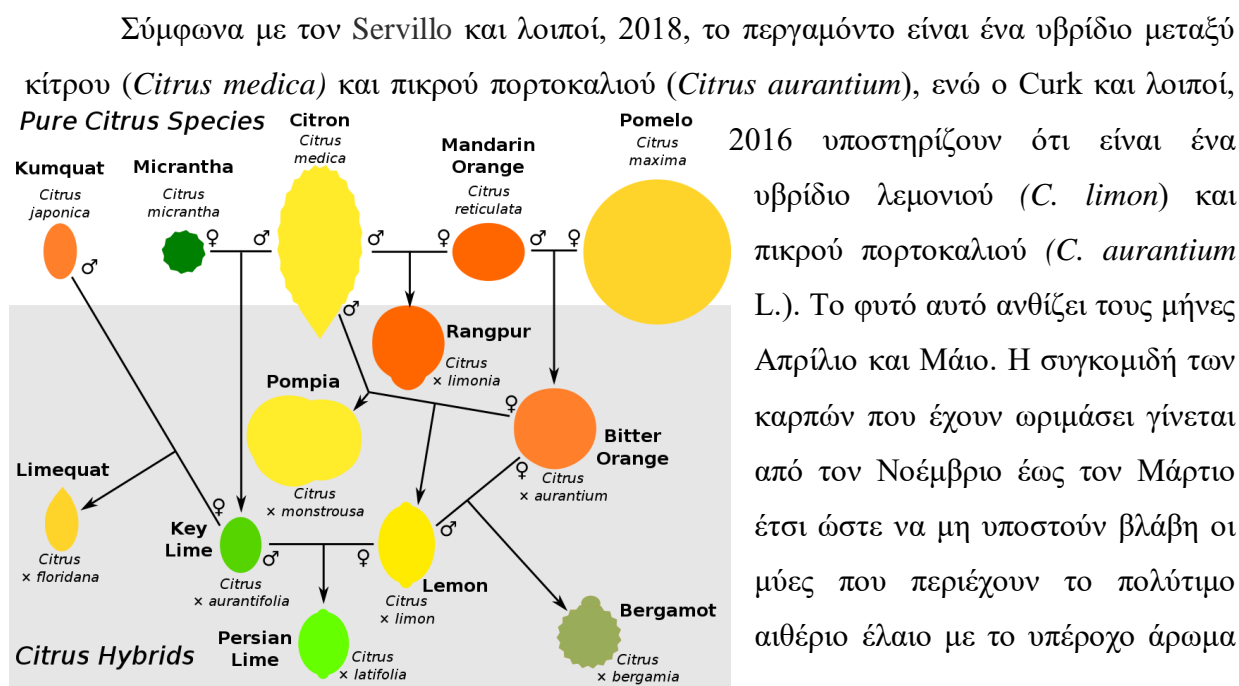 Σύμφωνα με τον Servillo και λοιποί, 2018, το περγαμόντο είναι ένα υβρίδιο μεταξύ
κίτρου (Citrus medica) και πικρού πορτοκαλιού (Citrus aurantium), ενώ ο Curk και λοιποί,
2016 υποστηρίζουν ότι είναι ένα
υβρίδιο λεμονιού (C. limon) και
πικρού πορτοκαλιού (C. aurantium
L.). Το φυτό αυτό ανθίζει τους μήνες
Απρίλιο και Μάιο. Η συγκομιδή των
καρπών που έχουν ωριμάσει γίνεται
από τον Νοέμβριο έως τον Μάρτιο
έτσι ώστε να μη υποστούν βλάβη οι
μύες που περιέχουν το πολύτιμο
αιθέριο έλαιο με το υπέροχο άρωμα
Pure Citrus Species
Kumquat
Citrus
japonica
♂
Micrantha
Citrus
micrantha
♀
Citron
Citrus
medica
♂
♂
♂
Mandarin
Orange
Citrus
reticulata
♀
♂
Pomelo
Citrus
maxima
♀
Rangpur
Citrus
× limonia
Pompia
Citrus
× monstrousa
♀
Bitter
Orange
Citrus
× aurantium
♀
Limequat
Citrus
× floridana
♀
Key
Lime
♂
Citrus
× aurantifolia
♀
♂
Lemon
Citrus
× limon
Persian
Lime
Citrus
× latifolia
Bergamot
Citrus
× bergamia
Citrus Hybrids